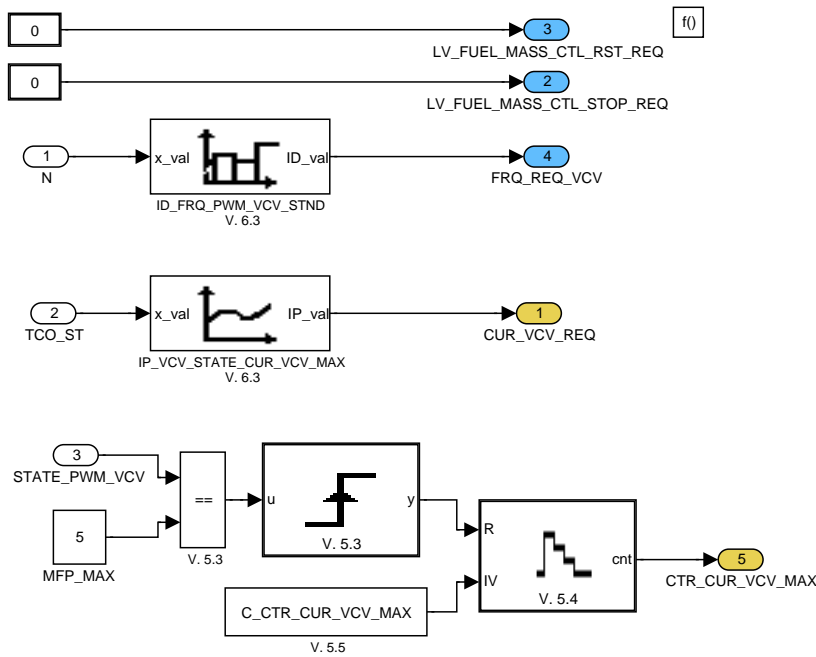 0
3
f()
LV_FUEL_MASS_CTL_RST_REQ
0
2
LV_FUEL_MASS_CTL_STOP_REQ
1
N
x_val
ID_val
ID_FRQ_PWM_VCV_STND
V. 6.3
4
FRQ_REQ_VCV
2
TCO_ST
x_val
IP_val
IP_VCV_STATE_CUR_VCV_MAX
V. 6.3
1
CUR_VCV_REQ
3
STATE_PWM_VCV
5
MFP_MAX
==
V. 5.3
u
y
V. 5.3
C_CTR_CUR_VCV_MAX
V. 5.5
R
IV
cnt
V. 5.4
5
CTR_CUR_VCV_MAX